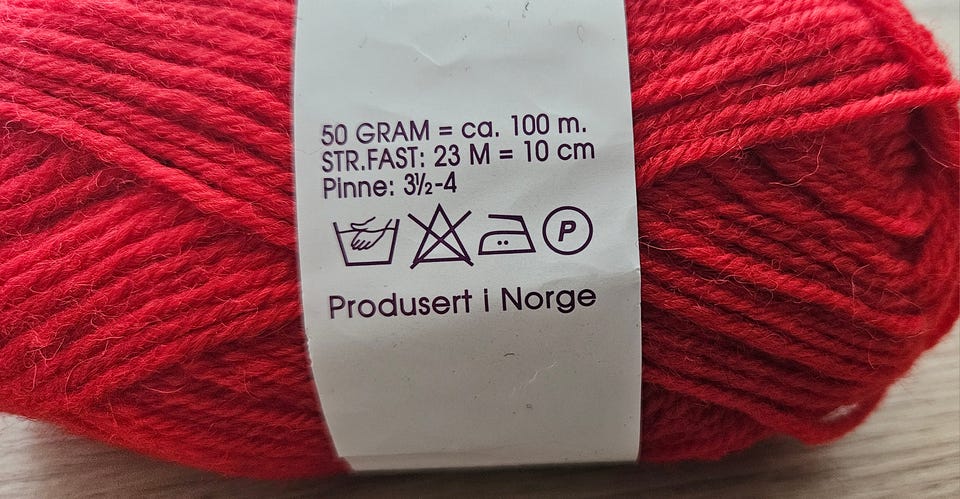 50 GRAM = ca. 100 m.
STR.FAST: 23 M = 10 cm
Pinne: 3½-4
P
Produsert i Norge